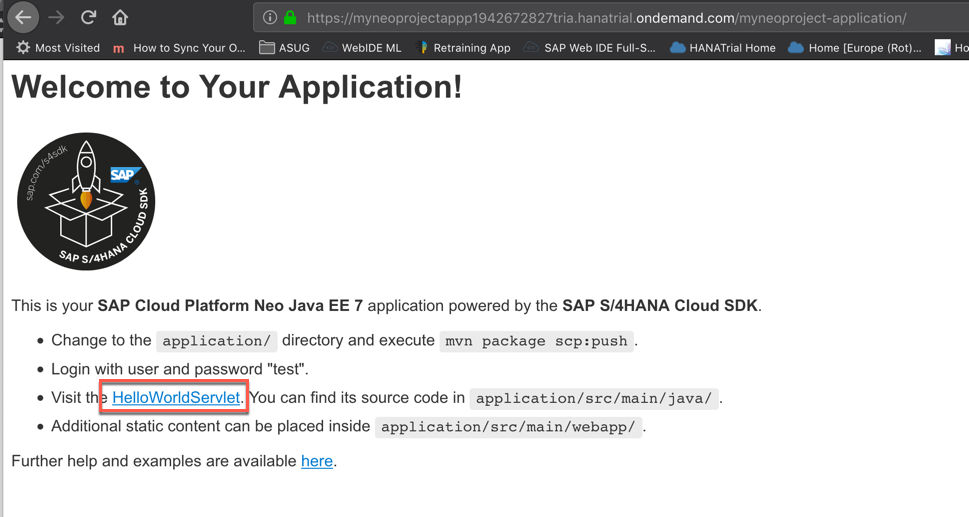 https://myneoprojectappp1942672827tria.hanatrial.ondemand.com/myneoproject-application/
Most Visited m How to Sync Your O... ASUG WebIDE ML Retraining App SAP Web IDE Full-S... HANATrial Home Home [Europe (Rot)... Ho
Welcome to Your Application!
sap.com/s4sdk
SAP
SAP S/4HANA CLOUD SDK
This is your SAP Cloud Platform Neo Java EE 7 application powered by the SAP S/4HANA Cloud SDK.
• Change to the application/ directory and execute mvn package scp:push.
• Login with user and password "test".
• Visit the HelloWorldServlet. You can find its source code in application/src/main/java/.
• Additional static content can be placed inside application/src/main/webapp/.
Further help and examples are available here.